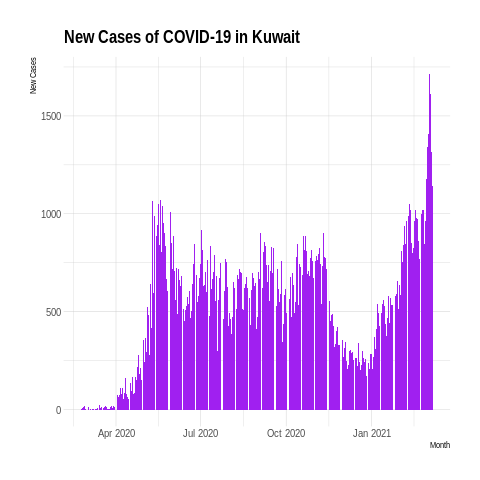 New Cases of COVID-19 in Kuwait
New Cases
1500
1000
500
0
Apr 2020 Jul 2020 Oct 2020 Jan 2021
Month